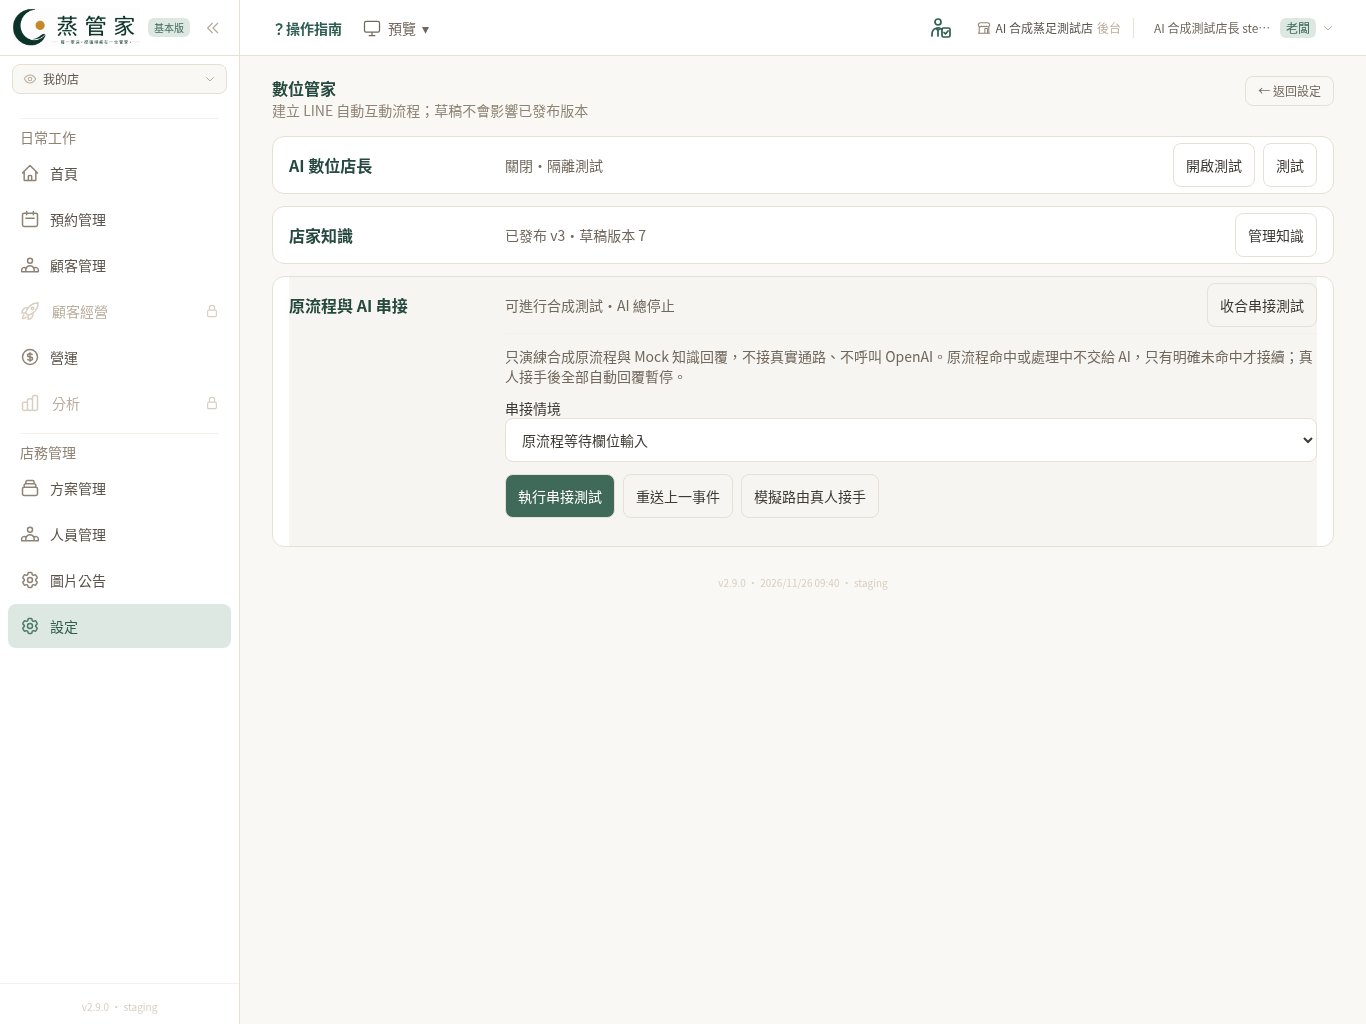 蒸管家
基本版
?操作指南
預覽 ▾
AI 合成蒸足測試店 後台
AI 合成測試店長 ste…
老闆
我的店
日常工作
首頁
預約管理
顧客管理
顧客經營
營運
分析
店務管理
方案管理
人員管理
圖片公告
設定
v2.9.0 · staging
數位管家
建立 LINE 自動互動流程；草稿不會影響已發布版本
← 返回設定
AI 數位店長
關閉・隔離測試
開啟測試
測試
店家知識
已發布 v3・草稿版本 7
管理知識
原流程與 AI 串接
可進行合成測試・AI 總停止
收合串接測試
只演練合成原流程與 Mock 知識回覆，不接真實通路、不呼叫 OpenAI。原流程命中或處理中不交給 AI，只有明確未命中才接續；真
人接手後全部自動回覆暫停。
串接情境
原流程等待欄位輸入
執行串接測試
重送上一事件
模擬路由真人接手
v2.9.0 · 2026/11/26 09:40 · staging